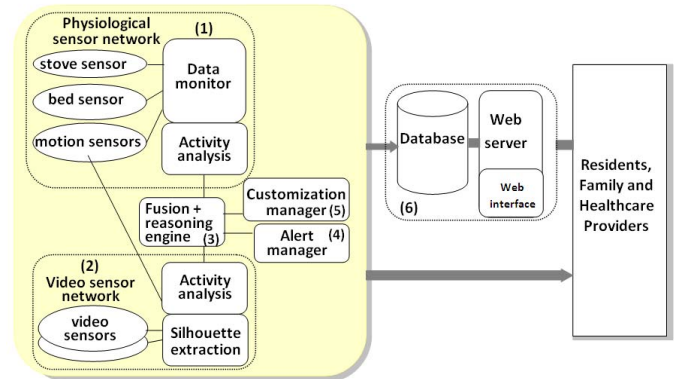 Physiological
sensor network
(1)
stove sensor
bed sensor
motion sensors
Data
monitor
Activity
analysis
Fusion +
reasoning
engine (3)
Customization
manager (5)
Alert (4)
manager
(2)
Video sensor
network
video
sensors
Activity
analysis
Silhouette
extraction
Database
Web
server
Web
interface
(6)
Residents,
Family and
Healthcare
Providers